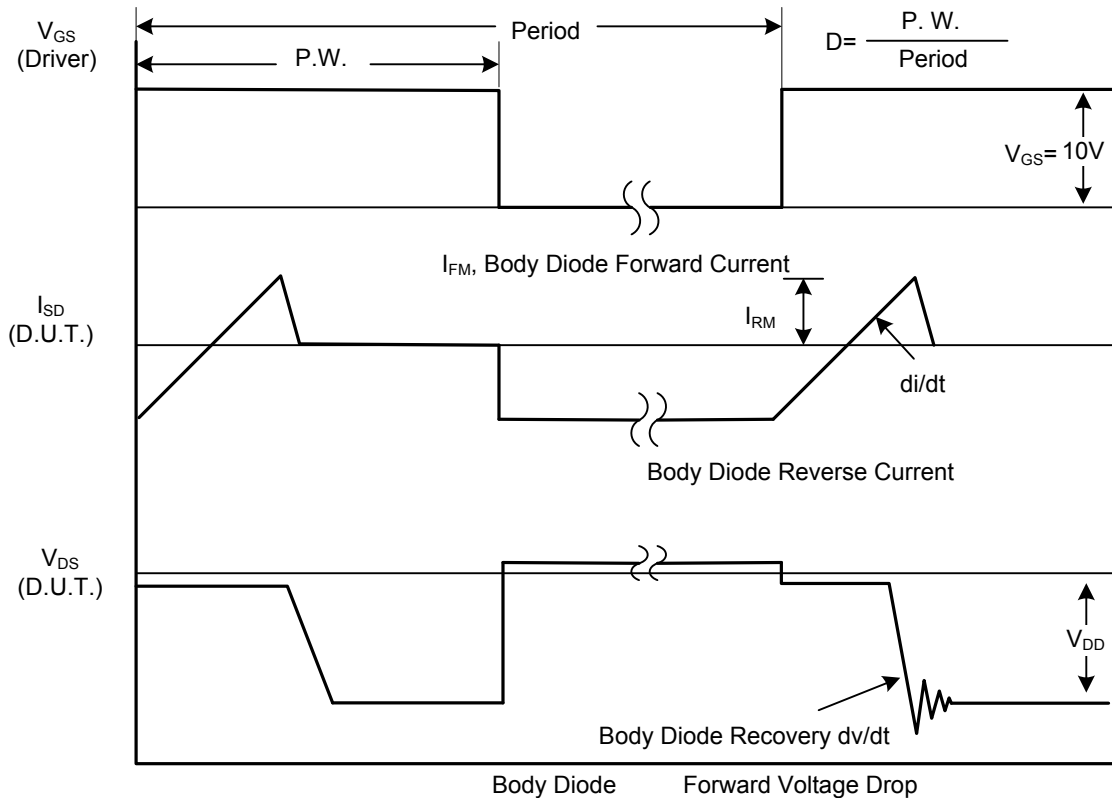 VGS
(Driver)
Period
P.W.
D= P. W.
Period
VGS= 10V
IFM, Body Diode Forward Current
ISD
(D.U.T.)
IRM
di/dt
Body Diode Reverse Current
VDS
(D.U.T.)
VDD
Body Diode Recovery dv/dt
Body Diode Forward Voltage Drop